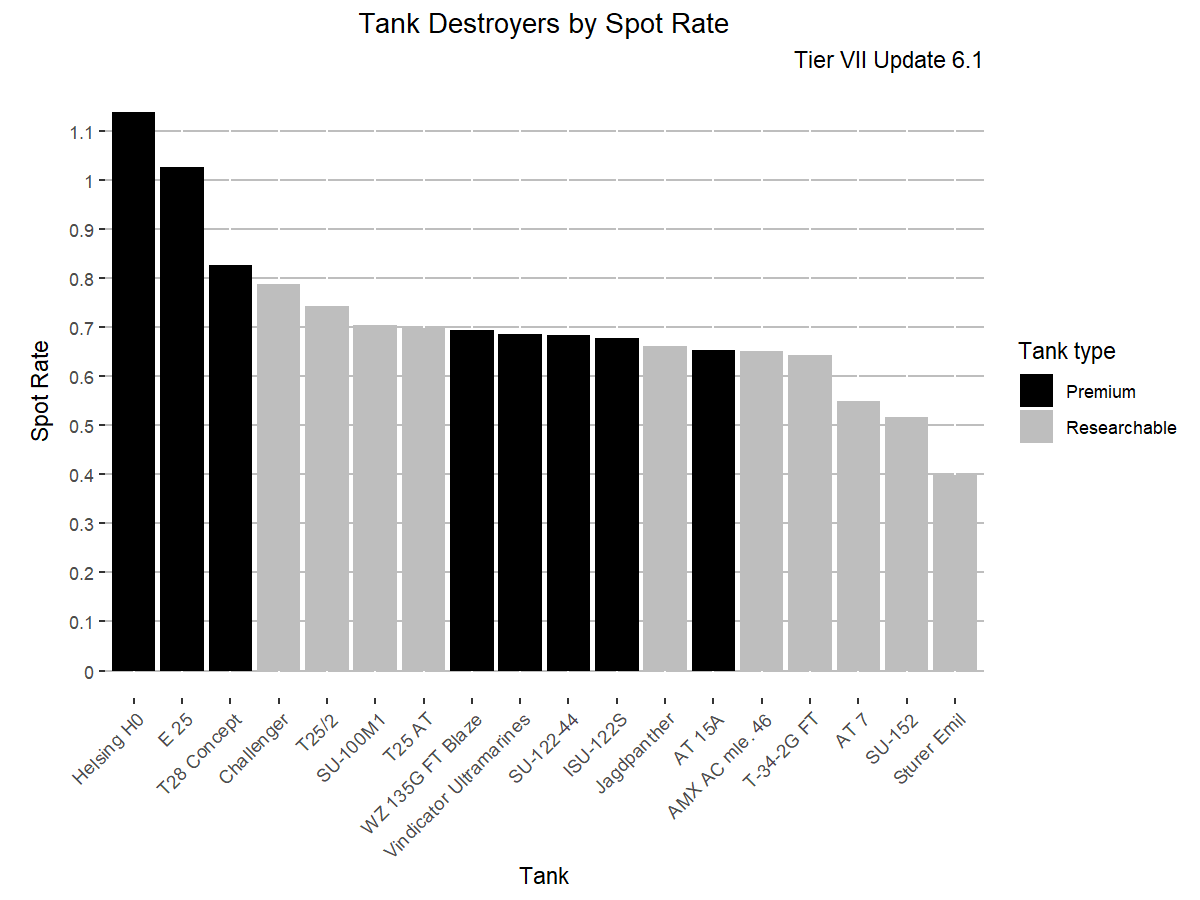 Tank Destroyers by Spot Rate
Tier VII Update 6.1
Spot Rate
1.1
1
0.9
0.8
0.7
0.6
0.5
0.4
0.3
0.2
0.1
0
Helsing H0
E 25
T28 Concept
Challenger
T25/2
SU-100M1
T25 AT
WZ 135G FT Blaze
Vindicator Ultramarines
SU-122-44
ISU-122S
Jagdpanther
AT 15A
AMX AC mle. 46
T-34-2G FT
AT 7
SU-152
Sturer Emil
Tank
Tank type
Premium
Researchable